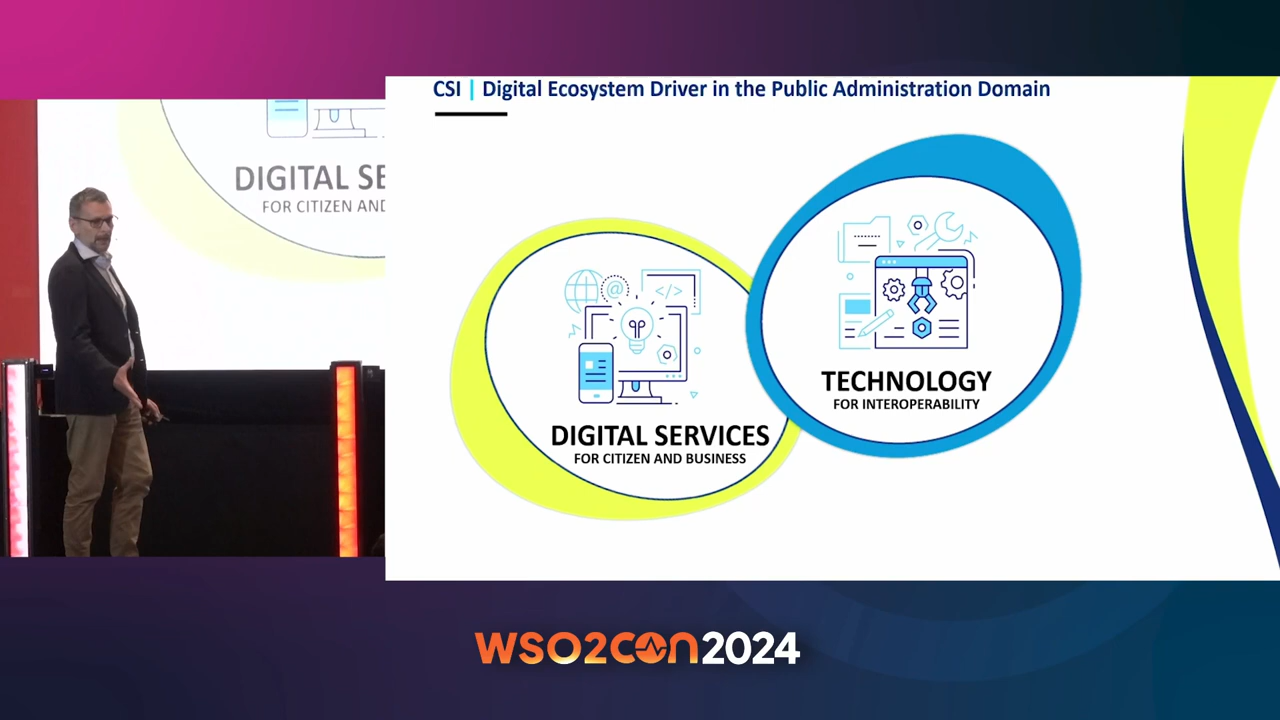 CSI | Digital Ecosystem Driver in the Public Administration Domain
DIGITAL SE
FOR CITIZEN AND
@
</>
TECHNOLOGY
FOR INTEROPERABILITY
DIGITAL SERVICES
FOR CITIZEN AND BUSINESS
WSO2CON2024